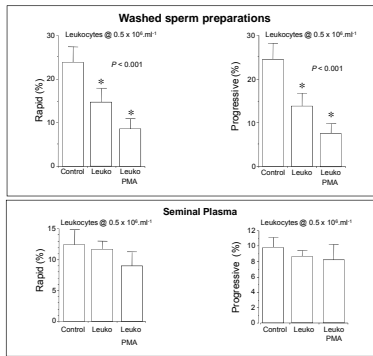 Washed sperm preparations
Leukocytes @ 0.5 x 10⁶.ml⁻¹
30
20
10
0
Rapid (%)
P < 0.001
*
*
Control Leuko Leuko
PMA
Leukocytes @ 0.5 x 10⁶.ml⁻¹
30
20
10
0
Progressive (%)
P < 0.001
*
*
Control Leuko Leuko
PMA
Seminal Plasma
Leukocytes @ 0.5 x 10⁶.ml⁻¹
15
10
5
0
Rapid (%)
Control Leuko Leuko
PMA
Leukocytes @ 0.5 x 10⁶.ml⁻¹
12
10
8
6
4
2
0
Progressive (%)
Control Leuko Leuko
PMA